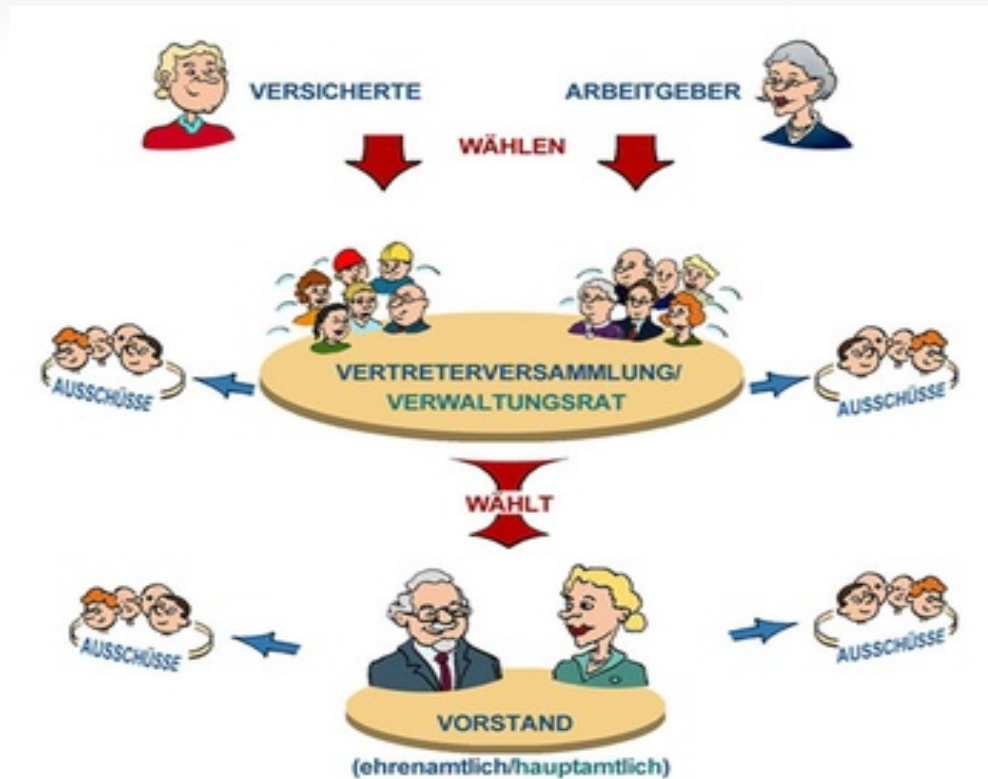 VERSICHERTE
ARBEITGEBER
WÄHLEN
VERTRETERVERSAMMLUNG/
VERWALTUNGSRAT
AUSSCHÜSSE
AUSSCHÜSSE
WÄHLT
AUSSCHÜSSE
AUSSCHÜSSE
VORSTAND
(ehrenamtlich/hauptamtlich)